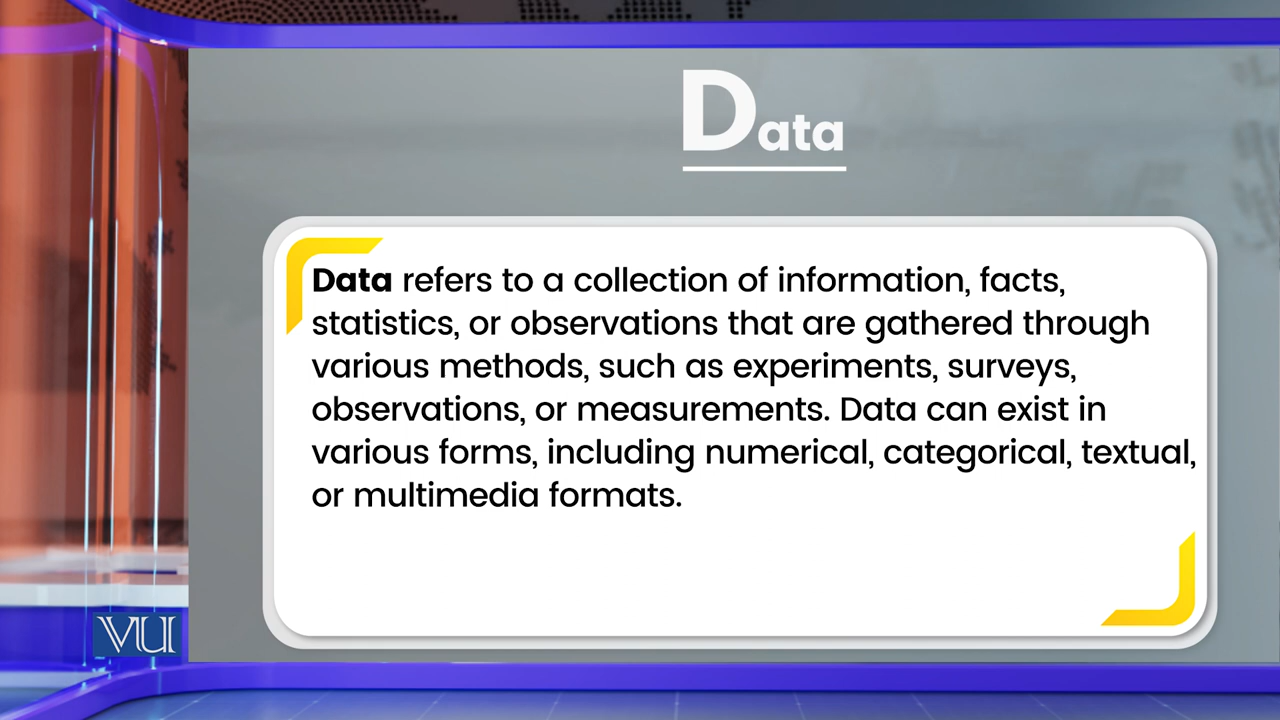 Data
Data refers to a collection of information, facts,
statistics, or observations that are gathered through
various methods, such as experiments, surveys,
observations, or measurements. Data can exist in
various forms, including numerical, categorical, textual,
or multimedia formats.
VU